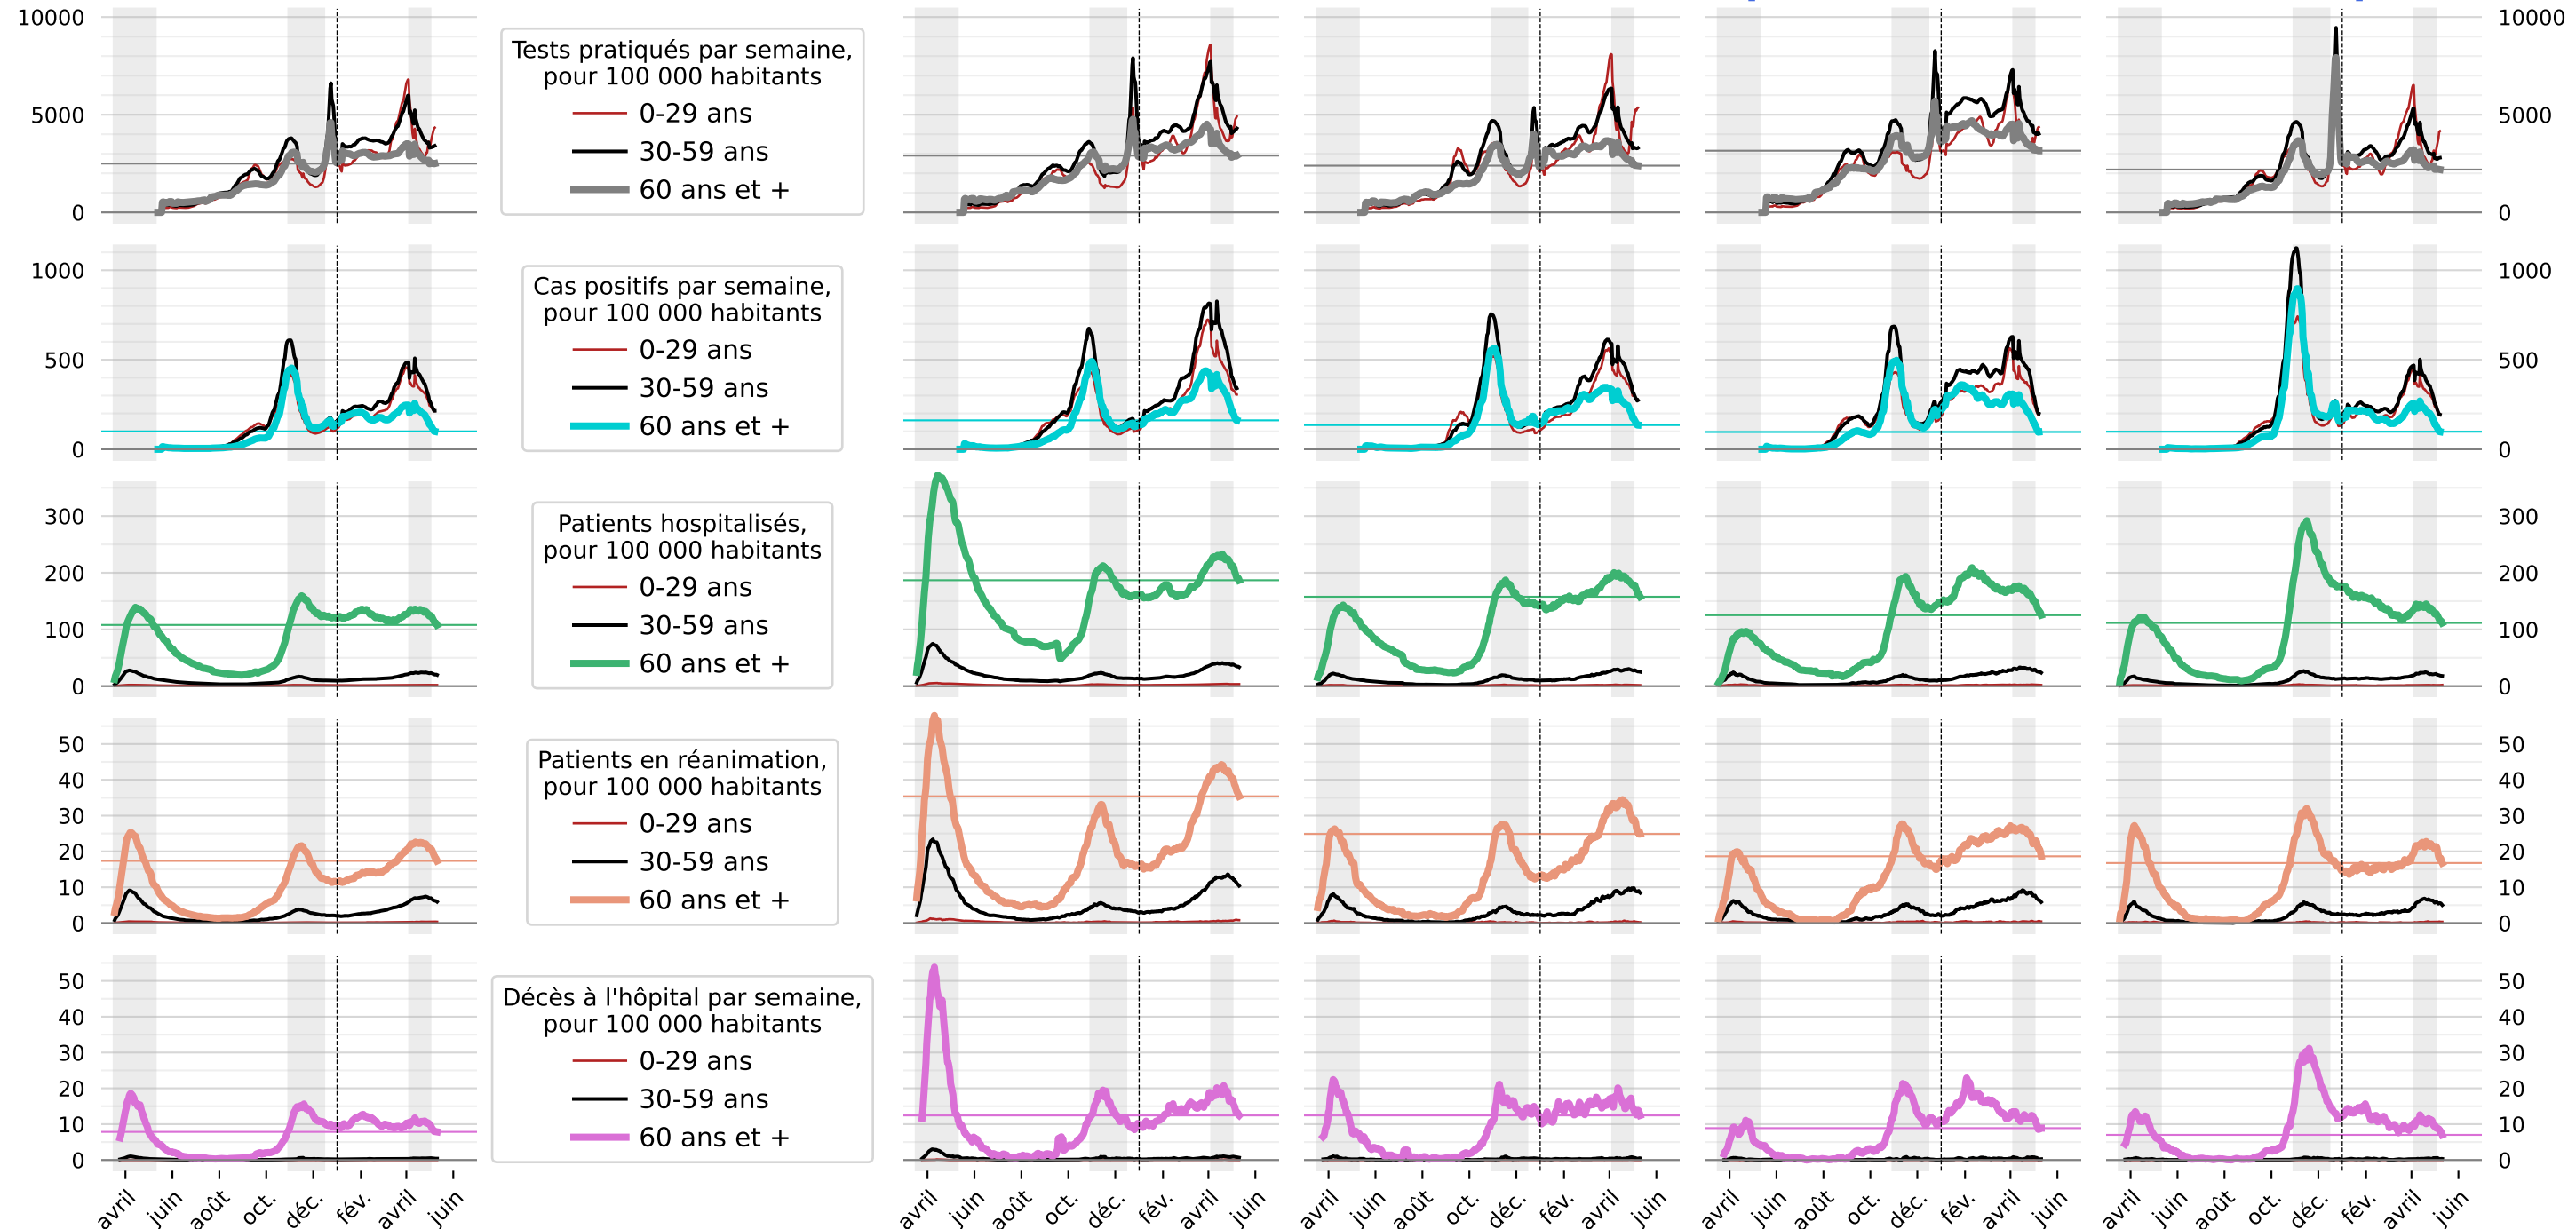 10000
5000
0
Tests pratiqués par semaine,
pour 100 000 habitants
0-29 ans
30-59 ans
60 ans et +
10000
5000
0
1000
500
0
Cas positifs par semaine,
pour 100 000 habitants
0-29 ans
30-59 ans
60 ans et +
1000
500
0
300
200
100
0
Patients hospitalisés,
pour 100 000 habitants
0-29 ans
30-59 ans
60 ans et +
300
200
100
0
50
40
30
20
10
0
Patients en réanimation,
pour 100 000 habitants
0-29 ans
30-59 ans
60 ans et +
50
40
30
20
10
0
50
40
30
20
10
0
Décès à l'hôpital par semaine,
pour 100 000 habitants
0-29 ans
30-59 ans
60 ans et +
50
40
30
20
10
0
avril juin août oct. déc. fév. avril juin
avril juin août oct. déc. fév. avril juin
avril juin août oct. déc. fév. avril juin
avril juin août oct. déc. fév. avril juin
avril juin août oct. déc. fév. avril juin